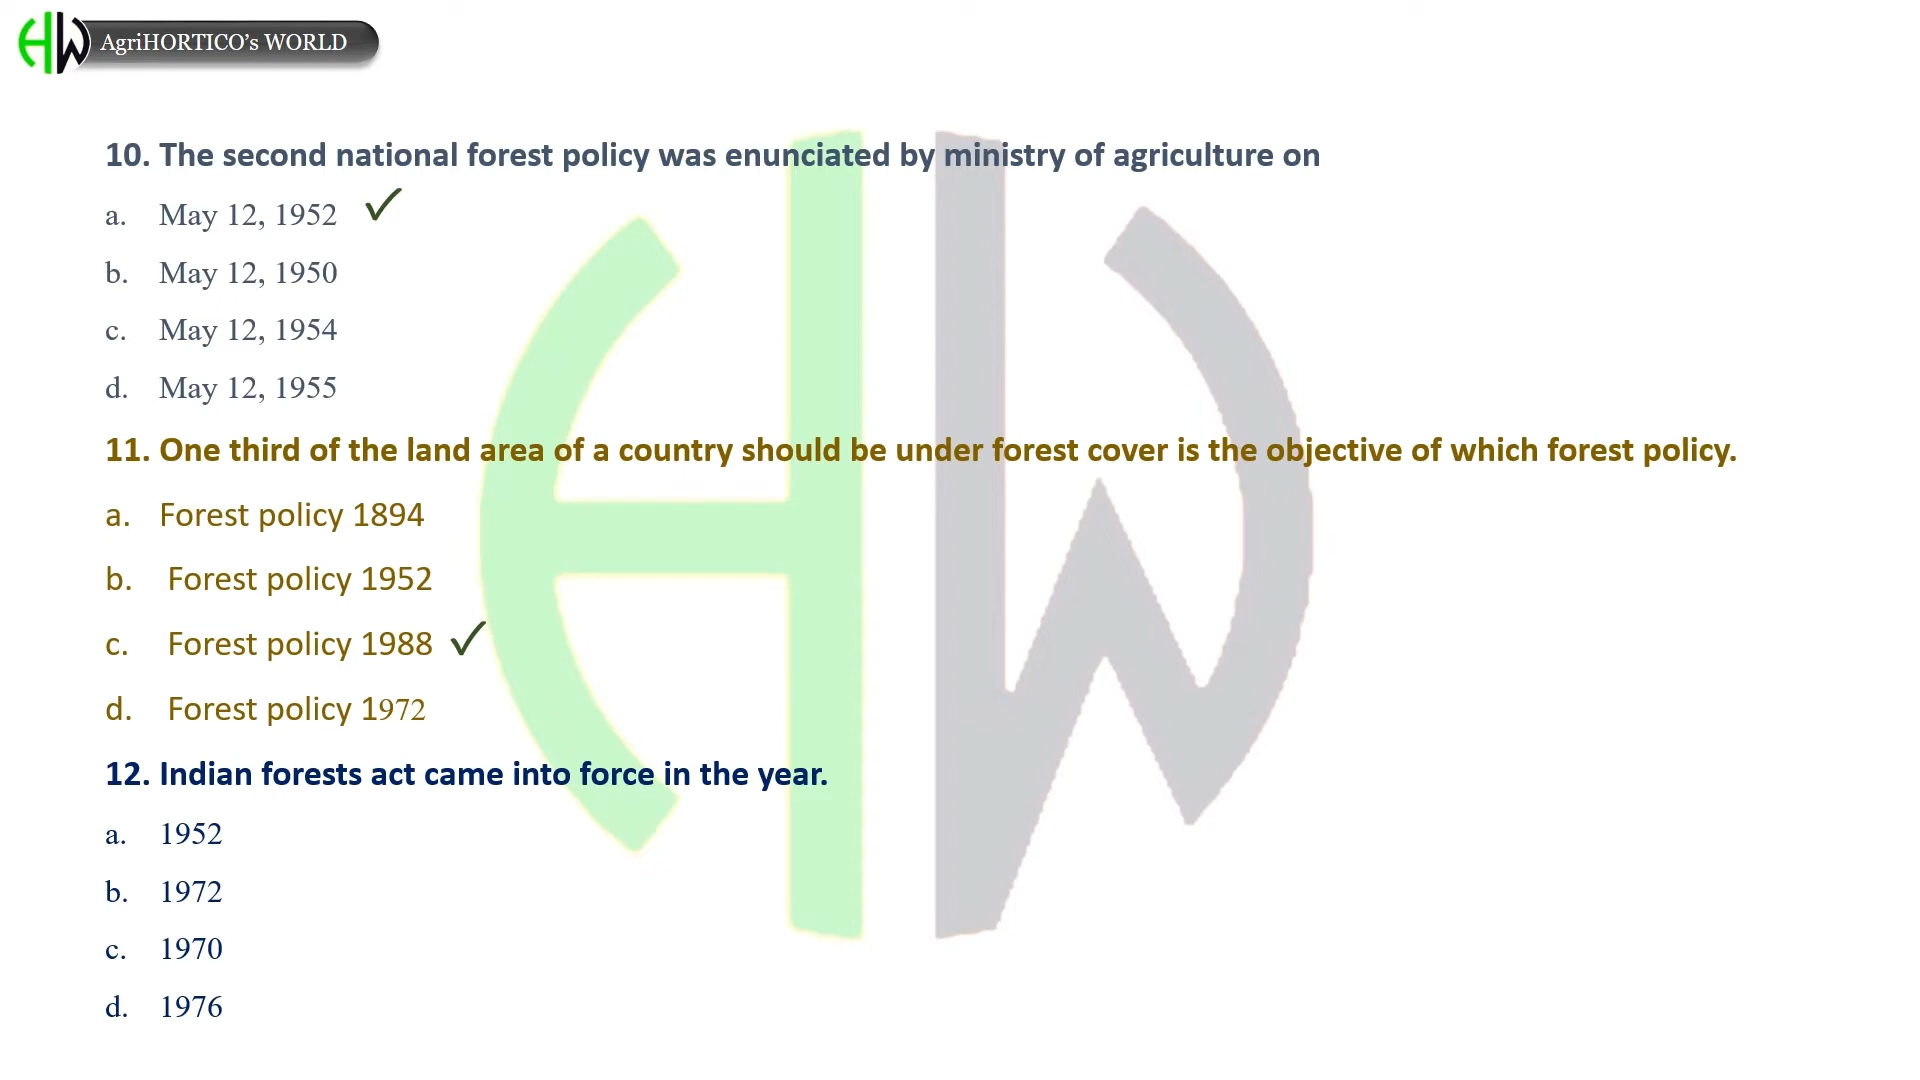 HW AgriHORTICO's WORLD
10. The second national forest policy was enunciated by ministry of agriculture on
a. May 12, 1952 ✓
b. May 12, 1950
c. May 12, 1954
d. May 12, 1955
11. One third of the land area of a country should be under forest cover is the objective of which forest policy.
a. Forest policy 1894
b. Forest policy 1952
c. Forest policy 1988 ✓
d. Forest policy 1972
12. Indian forests act came into force in the year.
a. 1952
b. 1972
c. 1970
d. 1976